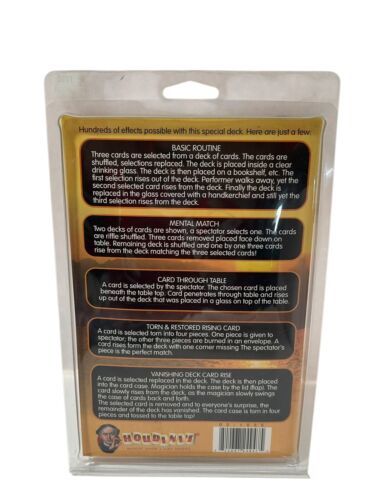 Hundreds of effects possible with this special deck. Here are just a few:
BASIC ROUTINE
Three cards are selected from a deck of cards. The cards are
shuffled, selections replaced. The deck is placed inside a clear
drinking glass. The deck is then placed on a bookshelf, etc. The
first selection rises out of the deck. Performer walks away, yet the
second selected card rises from the deck. Finally the deck is
replaced in the glass covered with a handkerchief and still yet the
third selection rises from the deck.
MENTAL MATCH
Two decks of cards are shown, a spectator selects one. The cards
are riffle shuffled. Three cards removed placed face down on
table. Remaining deck is shuffled and one by one three cards
rise from the deck matching the three selected cards!
CARD THROUGH TABLE
A card is selected by the spectator. The chosen card is placed
beneath the table top. Card penetrates through table and rises
up out of the deck that was placed in a glass on top of the table.
TORN & RESTORED RISING CARD
A card is selected torn into four pieces. One piece is given to
spectator; the other three pieces are burned in an envelope. A
card rises form the deck with one corner missing The spectator's
piece is the perfect match.
VANISHING DECK CARD RISE
A card is selected replaced in the deck. The deck is then placed
into the card case. Magician holds the case by the lid (flap). The
card slowly rises from the deck, as the magician slowly swings
the case of cards back and forth.
The selected card is removed and to everyone's surprise, the
remainder of the deck has vanished. The card case is torn in four
pieces and tossed to the table top!
HOUDINI'S